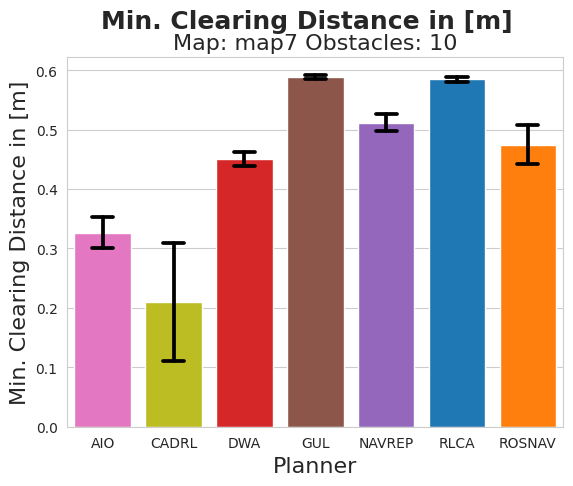 Min. Clearing Distance in [m]
Map: map7 Obstacles: 10
Min. Clearing Distance in [m]
0.6
0.5
0.4
0.3
0.2
0.1
0.0
AIO CADRL DWA GUL NAVREP RLCA ROSNAV
Planner